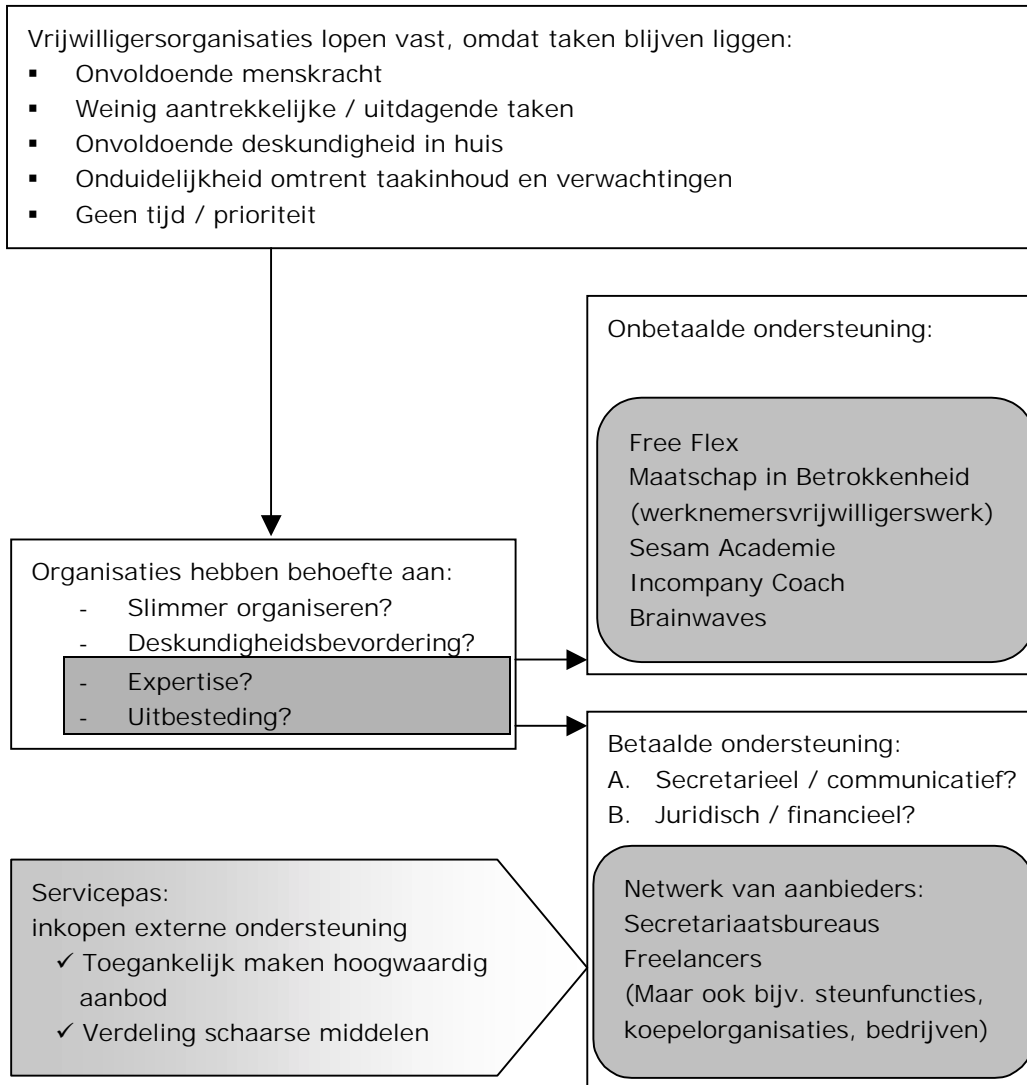 Vrijwilligersorganisaties lopen vast, omdat taken blijven liggen:
▪ Onvoldoende menskracht
▪ Weinig aantrekkelijke / uitdagende taken
▪ Onvoldoende deskundigheid in huis
▪ Onduidelijkheid omtrent taakinhoud en verwachtingen
▪ Geen tijd / prioriteit
Onbetaalde ondersteuning:
Free Flex
Maatschap in Betrokkenheid
(werknemersvrijwilligerswerk)
Sesam Academie
Incompany Coach
Brainwaves
Organisaties hebben behoefte aan:
- Slimmer organiseren?
- Deskundigheidsbevordering?
- Expertise?
- Uitbesteding?
Betaalde ondersteuning:
A. Secretarieel / communicatief?
B. Juridisch / financieel?
Netwerk van aanbieders:
Secretariaatsbureaus
Freelancers
(Maar ook bijv. steunfuncties,
koepelorganisaties, bedrijven)
Servicepas:
inkopen externe ondersteuning
✓ Toegankelijk maken hoogwaardig
aanbod
✓ Verdeling schaarse middelen